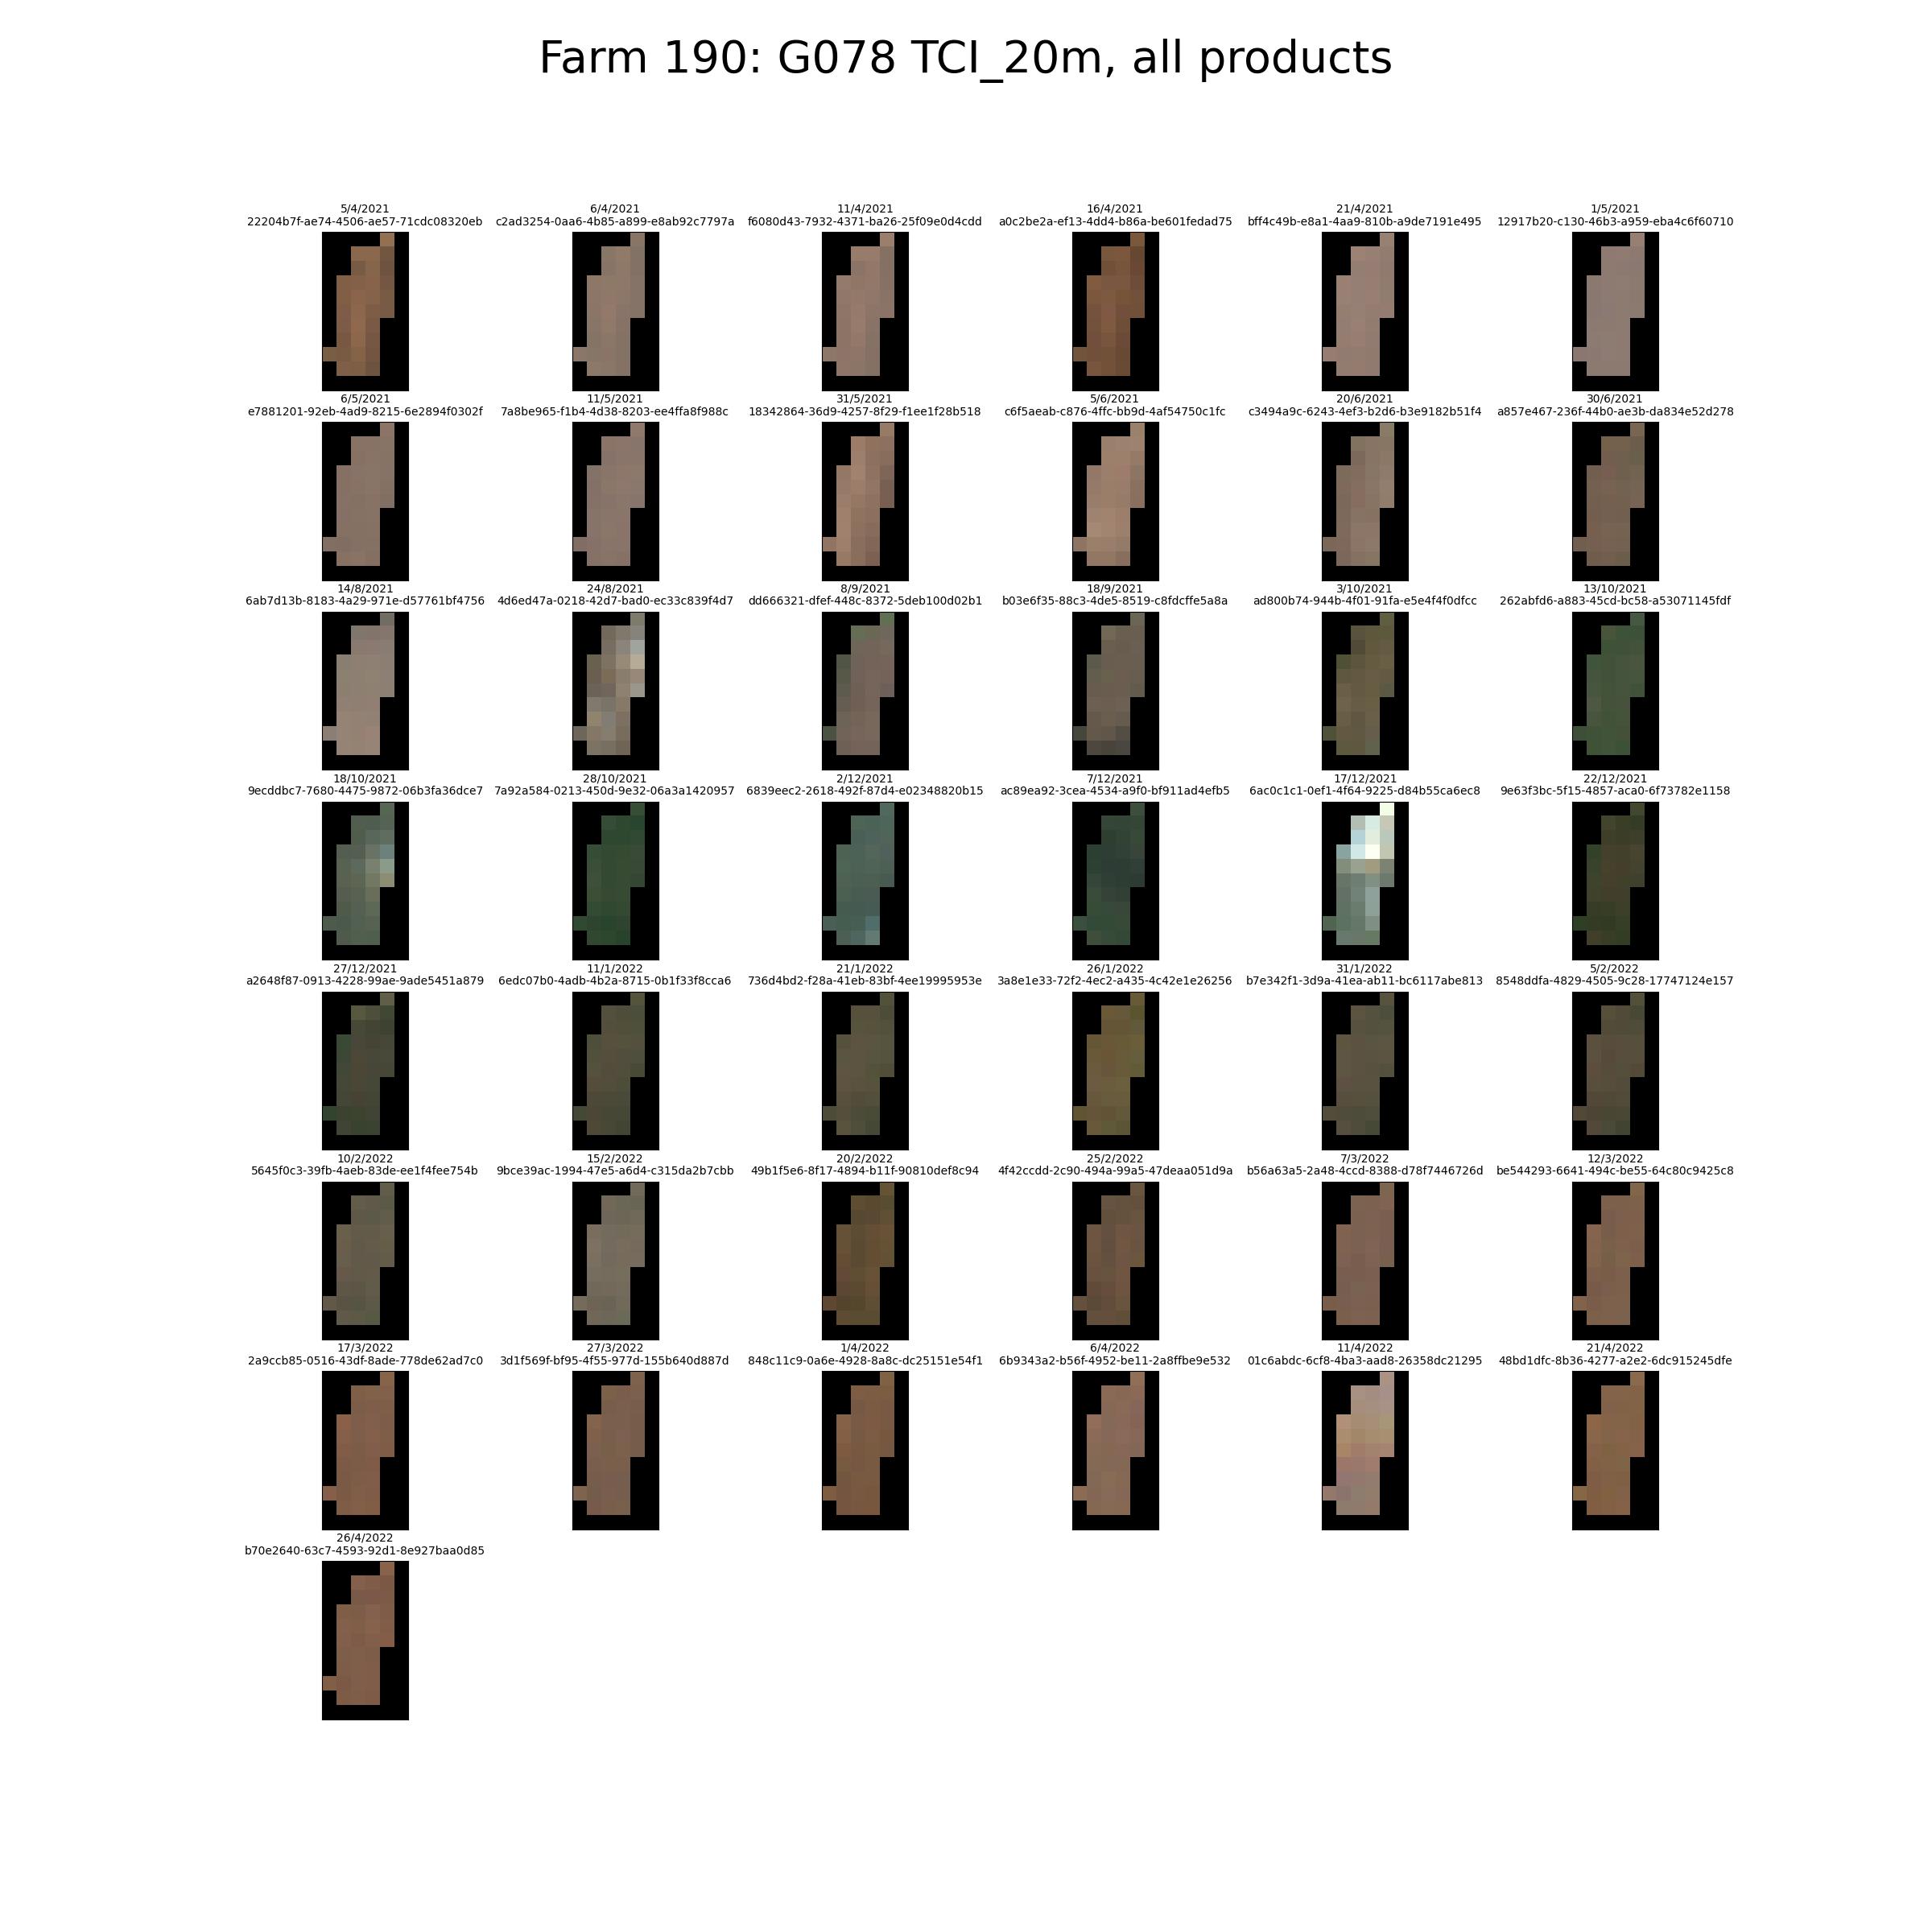 Farm 190: G078 TCI_20m, all products
5/4/2021 6/4/2021 11/4/2021 16/4/2021 21/4/2021 1/5/2021
22204b7f-ae74-4506-ae57-71cdc08320eb c2ad3254-0aa6-4b85-a899-e8ab92c7797a f6080d43-7932-4371-ba26-25f09e0d4cdd a0c2be2a-ef13-4dd4-b86a-be601fedad75 bff4c49b-e8a1-4aa9-810b-a9de7191e495 12917b20-c130-46b3-a959-eba4c6f60710
6/5/2021 11/5/2021 31/5/2021 5/6/2021 20/6/2021 30/6/2021
e7881201-92eb-4ad9-8215-6e2894f0302f 7a8be965-f1b4-4d38-8203-ee4ffa8f988c 18342864-36d9-4257-8f29-f1ee1f28b518 c6f5aeab-c876-4ffc-bb9d-4af54750c1fc c3494a9c-6243-4ef3-b2d6-b3e9182b51f4 a857e467-236f-44b0-ae3b-da834e52d278
14/8/2021 24/8/2021 8/9/2021 18/9/2021 3/10/2021 13/10/2021
6ab7d13b-8183-4a29-971e-d57761bf4756 4d6ed47a-0218-42d7-bad0-ec33c839f4d7 dd666321-dfef-448c-8372-5deb100d02b1 b03e6f35-88c3-4de5-8519-c8fdcffe5a8a ad800b74-944b-4f01-91fa-e5e4f4f0dfcc 262abfd6-a883-45cd-bc58-a53071145fdf
18/10/2021 28/10/2021 2/12/2021 7/12/2021 17/12/2021 22/12/2021
9ecddbc7-7680-4475-9872-06b3fa36dce7 7a92a584-0213-450d-9e32-06a3a1420957 6839eec2-2618-492f-87d4-e02348820b15 ac89ea92-3cea-4534-a9f0-bf911ad4efb5 6ac0c1c1-0ef1-4f64-9225-d84b55ca6ec8 9e63f3bc-5f15-4857-aca0-6f73782e1158
27/12/2021 11/1/2022 21/1/2022 26/1/2022 31/1/2022 5/2/2022
a2648f87-0913-4228-99ae-9ade5451a879 6edc07b0-4adb-4b2a-8715-0b1f33f8cca6 736d4bd2-f28a-41eb-83bf-4ee19995953e 3a8e1e33-72f2-4ec2-a435-4c42e1e26256 b7e342f1-3d9a-41ea-ab11-bc6117abe813 8548ddfa-4829-4505-9c28-17747124e157
10/2/2022 15/2/2022 20/2/2022 25/2/2022 7/3/2022 12/3/2022
5645f0c3-39fb-4aeb-83de-ee1f4fee754b 9bce39ac-1994-47e5-a6d4-c315da2b7cbb 49b1f5e6-8f17-4894-b11f-90810def8c94 4f42ccdd-2c90-494a-99a5-47deaa051d9a b56a63a5-2a48-4ccd-8388-d78f7446726d be544293-6641-494c-be55-64c80c9425c8
17/3/2022 27/3/2022 1/4/2022 6/4/2022 11/4/2022 21/4/2022
2a9ccb85-0516-43df-8ade-778de62ad7c0 3d1f569f-bf95-4f55-977d-155b640d887d 848c11c9-0a6e-4928-8a8c-dc25151e54f1 6b9343a2-b56f-4952-be11-2a8ffbe9e532 01c6abdc-6cf8-4ba3-aad8-26358dc21295 48bd1dfc-8b36-4277-a2e2-6dc915245dfe
26/4/2022
b70e2640-63c7-4593-92d1-8e927baa0d85